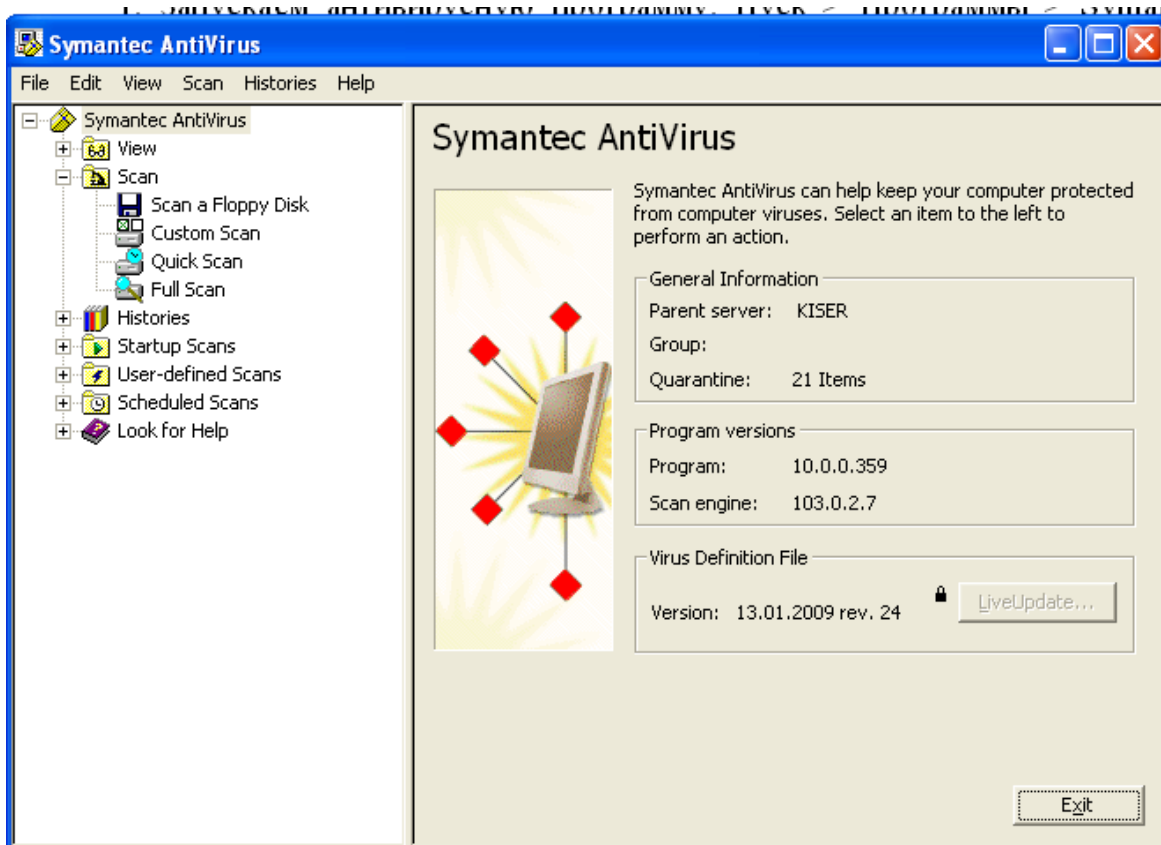 Symantec AntiVirus
File Edit View Scan Histories Help
Symantec AntiVirus
View
Scan
Scan a Floppy Disk
Custom Scan
Quick Scan
Full Scan
Histories
Startup Scans
User-defined Scans
Scheduled Scans
Look for Help
Symantec AntiVirus
Symantec AntiVirus can help keep your computer protected
from computer viruses. Select an item to the left to
perform an action.
General Information
Parent server: KISER
Group:
Quarantine: 21 Items
Program versions
Program: 10.0.0.359
Scan engine: 103.0.2.7
Virus Definition File
Version: 13.01.2009 rev. 24
LiveUpdate...
Exit